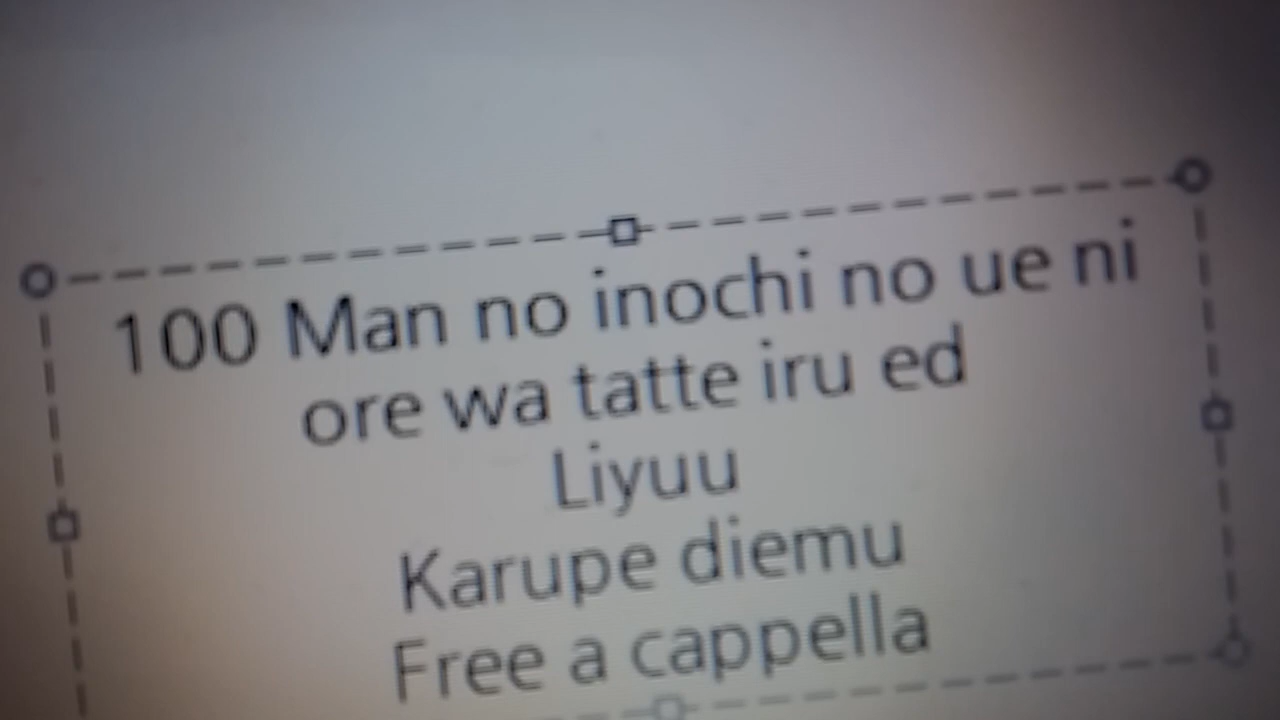 100 Man no inochi no ue ni
ore wa tatte iru ed
Liyuu
Karupe diemu
Free a cappella